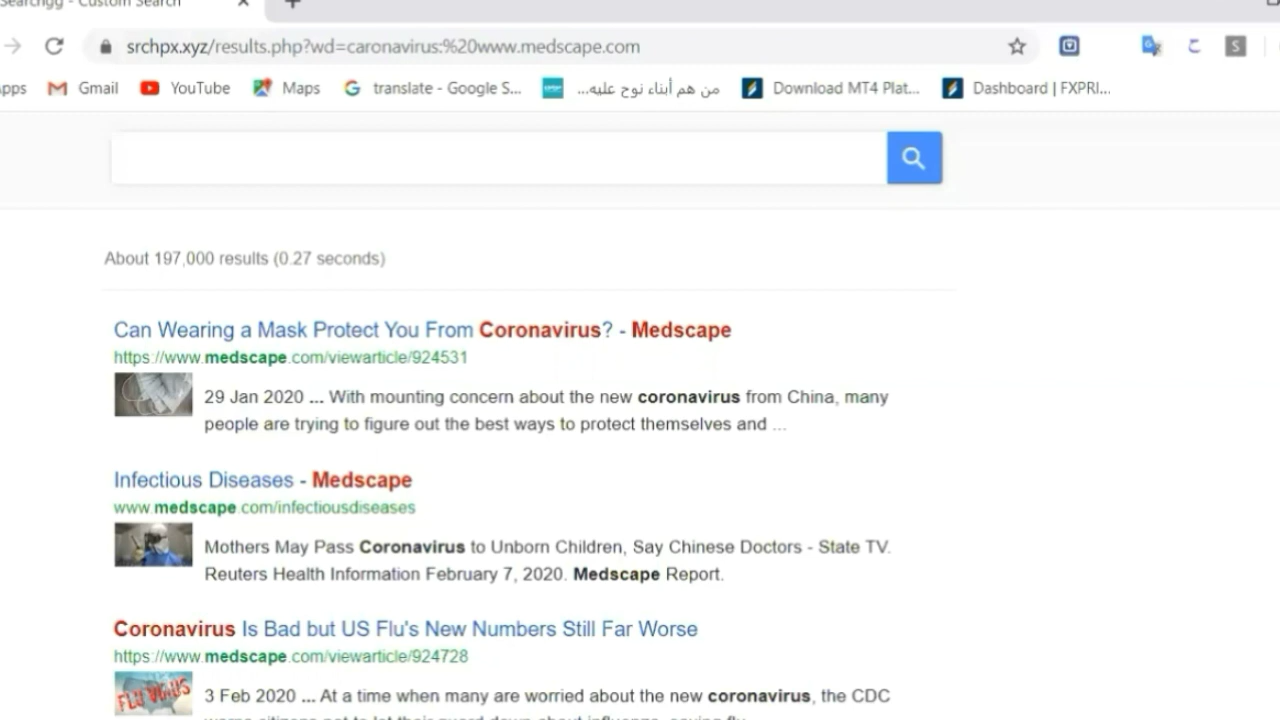 Custom Search
srchpx.xyz/results.php?wd=caronavirus:%20www.medscape.com
S
Gmail
YouTube
Maps
translate - Google S...
من هم أبناء نوح عليه...
Download MT4 Plat...
Dashboard | FXPRI...
About 197,000 results (0.27 seconds)
Can Wearing a Mask Protect You From Coronavirus? - Medscape
https://www.medscape.com/viewarticle/924531
29 Jan 2020 ... With mounting concern about the new coronavirus from China, many
people are trying to figure out the best ways to protect themselves and ...
Infectious Diseases - Medscape
www.medscape.com/infectiousdiseases
Mothers May Pass Coronavirus to Unborn Children, Say Chinese Doctors - State TV.
Reuters Health Information February 7, 2020. Medscape Report.
Coronavirus Is Bad but US Flu's New Numbers Still Far Worse
https://www.medscape.com/viewarticle/924728
FLU VIRUS
3 Feb 2020 ... At a time when many are worried about the new coronavirus, the CDC